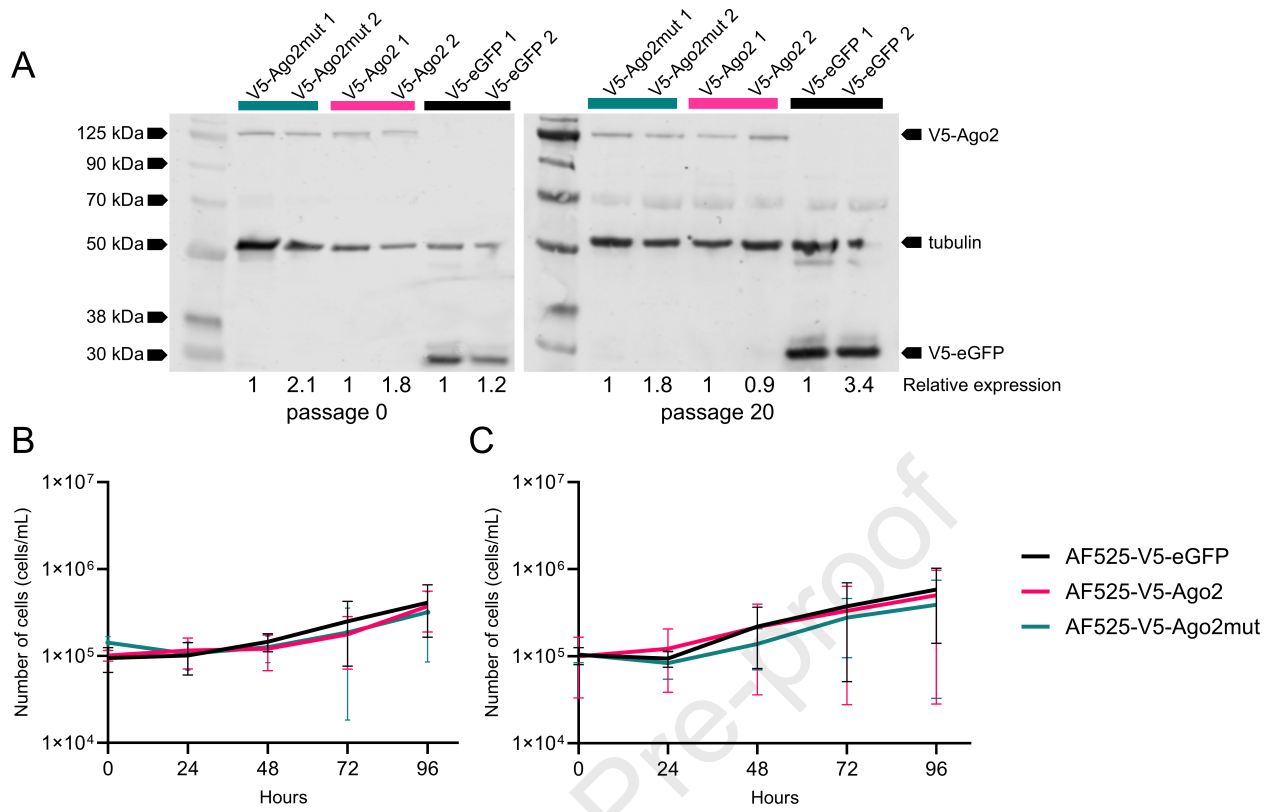 A
V5-Ago2mut 1
V5-Ago2mut 2
V5-Ago2 1
V5-Ago2 2
V5-eGFP 1
V5-eGFP 2
V5-Ago2mut 1
V5-Ago2mut 2
V5-Ago2 1
V5-Ago2 2
V5-eGFP 1
V5-eGFP 2
125 kDa
90 kDa
70 kDa
50 kDa
38 kDa
30 kDa
V5-Ago2
tubulin
V5-eGFP
1 2.1 1 1.8 1 1.2 1 1.8 1 0.9 1 3.4 Relative expression
passage 0 passage 20
B
Number of cells (cells/mL)
1×10⁷
1×10⁶
1×10⁵
1×10⁴
0 24 48 72 96
Hours
C
Number of cells (cells/mL)
1×10⁷
1×10⁶
1×10⁵
1×10⁴
0 24 48 72 96
Hours
AF525-V5-eGFP
AF525-V5-Ago2
AF525-V5-Ago2mut
Pre-proof